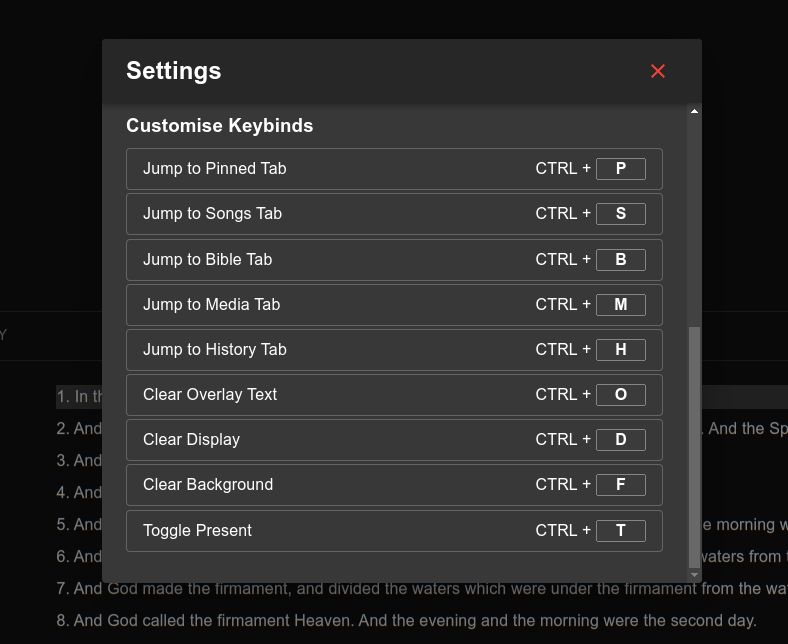 Settings
Customise Keybinds
Jump to Pinned Tab CTRL + P
Jump to Songs Tab CTRL + S
Jump to Bible Tab CTRL + B
Jump to Media Tab CTRL + M
Jump to History Tab CTRL + H
Clear Overlay Text CTRL + O
Clear Display CTRL + D
Clear Background CTRL + F
Toggle Present CTRL + T
Y
1. In th
2. And . And the Sp
3. And
4. And
5. And e morning w
6. And waters from
7. And God made the firmament, and divided the waters which were under the firmament from the wa
8. And God called the firmament Heaven. And the evening and the morning were the second day.